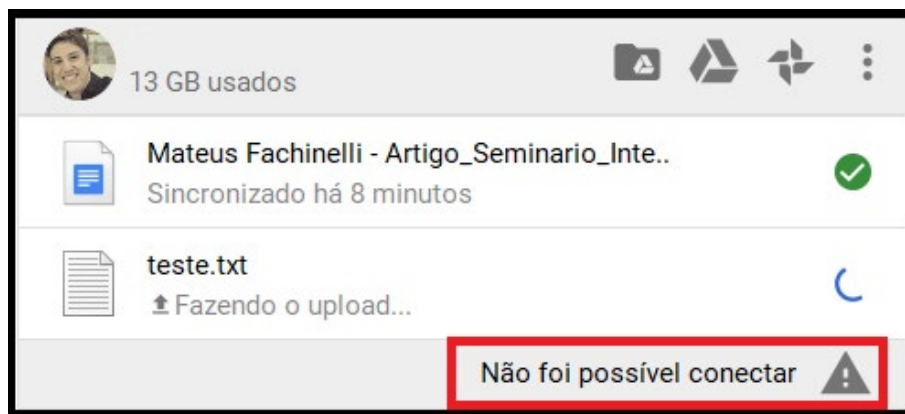 13 GB usados
Mateus Fachinelli - Artigo_Seminario_Inte..
Sincronizado há 8 minutos
teste.txt
Fazendo o upload...
Não foi possível conectar